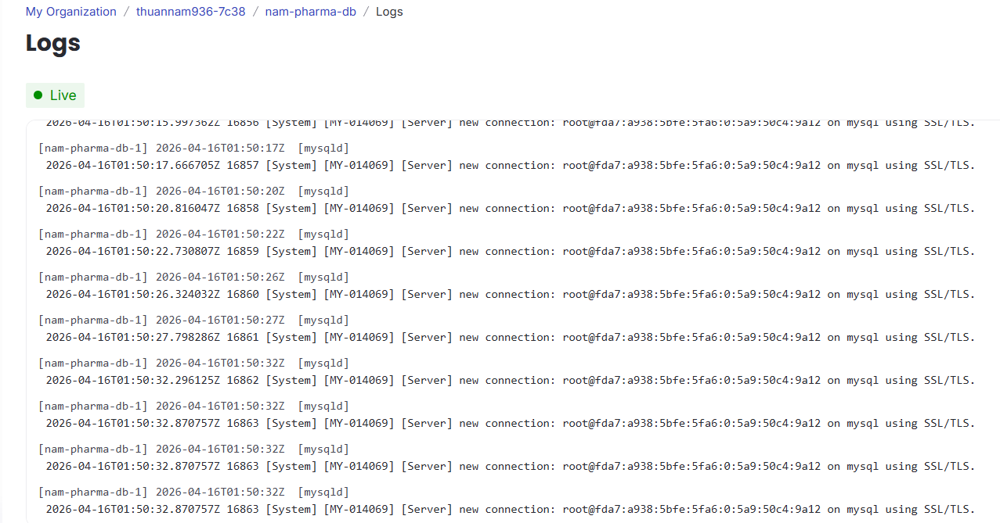 My Organization / thuannam936-7c38 / nam-pharma-db / Logs
Logs
Live
2026-04-16T01:50:15.997362Z 16856 [System] [MY-014069] [Server] new connection: root@fda7:a938:5bfe:5fa6:0:5a9:50c4:9a12 on mysql using SSL/TLS.
[nam-pharma-db-1] 2026-04-16T01:50:17Z [mysqld]
2026-04-16T01:50:17.666705Z 16857 [System] [MY-014069] [Server] new connection: root@fda7:a938:5bfe:5fa6:0:5a9:50c4:9a12 on mysql using SSL/TLS.
[nam-pharma-db-1] 2026-04-16T01:50:20Z [mysqld]
2026-04-16T01:50:20.816047Z 16858 [System] [MY-014069] [Server] new connection: root@fda7:a938:5bfe:5fa6:0:5a9:50c4:9a12 on mysql using SSL/TLS.
[nam-pharma-db-1] 2026-04-16T01:50:22Z [mysqld]
2026-04-16T01:50:22.730807Z 16859 [System] [MY-014069] [Server] new connection: root@fda7:a938:5bfe:5fa6:0:5a9:50c4:9a12 on mysql using SSL/TLS.
[nam-pharma-db-1] 2026-04-16T01:50:26Z [mysqld]
2026-04-16T01:50:26.324032Z 16860 [System] [MY-014069] [Server] new connection: root@fda7:a938:5bfe:5fa6:0:5a9:50c4:9a12 on mysql using SSL/TLS.
[nam-pharma-db-1] 2026-04-16T01:50:27Z [mysqld]
2026-04-16T01:50:27.798286Z 16861 [System] [MY-014069] [Server] new connection: root@fda7:a938:5bfe:5fa6:0:5a9:50c4:9a12 on mysql using SSL/TLS.
[nam-pharma-db-1] 2026-04-16T01:50:32Z [mysqld]
2026-04-16T01:50:32.296125Z 16862 [System] [MY-014069] [Server] new connection: root@fda7:a938:5bfe:5fa6:0:5a9:50c4:9a12 on mysql using SSL/TLS.
[nam-pharma-db-1] 2026-04-16T01:50:32Z [mysqld]
2026-04-16T01:50:32.870757Z 16863 [System] [MY-014069] [Server] new connection: root@fda7:a938:5bfe:5fa6:0:5a9:50c4:9a12 on mysql using SSL/TLS.
[nam-pharma-db-1] 2026-04-16T01:50:32Z [mysqld]
2026-04-16T01:50:32.870757Z 16863 [System] [MY-014069] [Server] new connection: root@fda7:a938:5bfe:5fa6:0:5a9:50c4:9a12 on mysql using SSL/TLS.
[nam-pharma-db-1] 2026-04-16T01:50:32Z [mysqld]
2026-04-16T01:50:32.870757Z 16863 [System] [MY-014069] [Server] new connection: root@fda7:a938:5bfe:5fa6:0:5a9:50c4:9a12 on mysql using SSL/TLS.